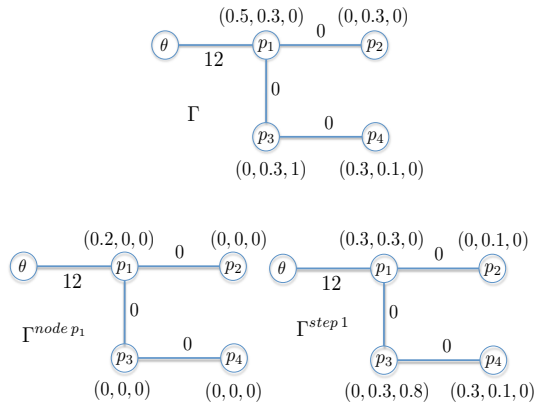 (0.5, 0.3, 0) (0, 0.3, 0)
θ 12 p₁ 0 p₂
0
Γ
p₃ 0 p₄
(0, 0.3, 1) (0.3, 0.1, 0)
(0.2, 0, 0) (0, 0, 0)
θ 12 p₁ 0 p₂
0
Γ^{node p₁}
p₃ 0 p₄
(0, 0, 0) (0, 0, 0)
(0.3, 0.3, 0) (0, 0.1, 0)
θ 12 p₁ 0 p₂
0
Γ^{step 1}
p₃ 0 p₄
(0, 0.3, 0.8) (0.3, 0.1, 0)